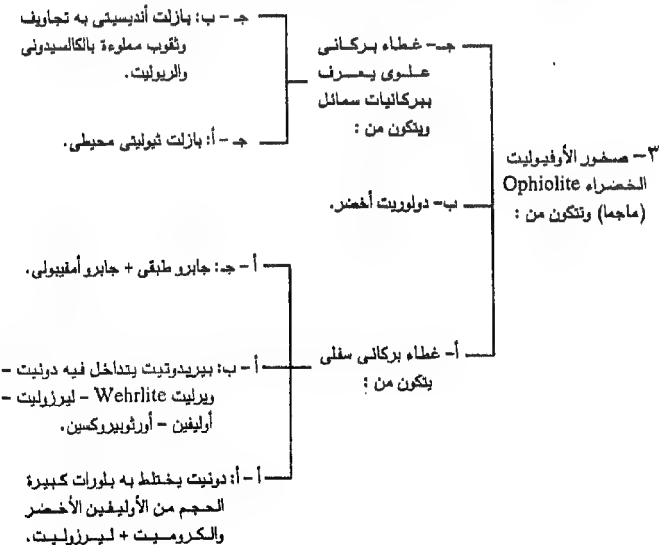 ٣– صخور الأوفيوليت
الخضراء Ophiolite
(ماجما) وتتكون من :
جـ– غطاء بركانى
علوى يعرف
ببركانيات سمائل
ويتكون من :
جـ – ب: بازلت أنديسيتى به تجاويف
وثقوب مملوءة بالكالسيدونى
والريوليت.
جـ – أ: بازلت ثيوليتى محيطى.
ب– دولوريت أخضر.
أ– غطاء بركانى سفلى
يتكون من :
أ – جـ: جابرو طبقى + جابرو أمفيبولى.
أ – ب: بيريدوتيت يتداخل فيه دونيت –
ويرليت Wehrlite – ليرزوليت –
أوليفين – أورثوبيروكسين.
أ – أ: دونيت يختلط به بلورات كبيرة
الحجم من الأوليفين الأخضر
والكروميت + ليرزوليت.